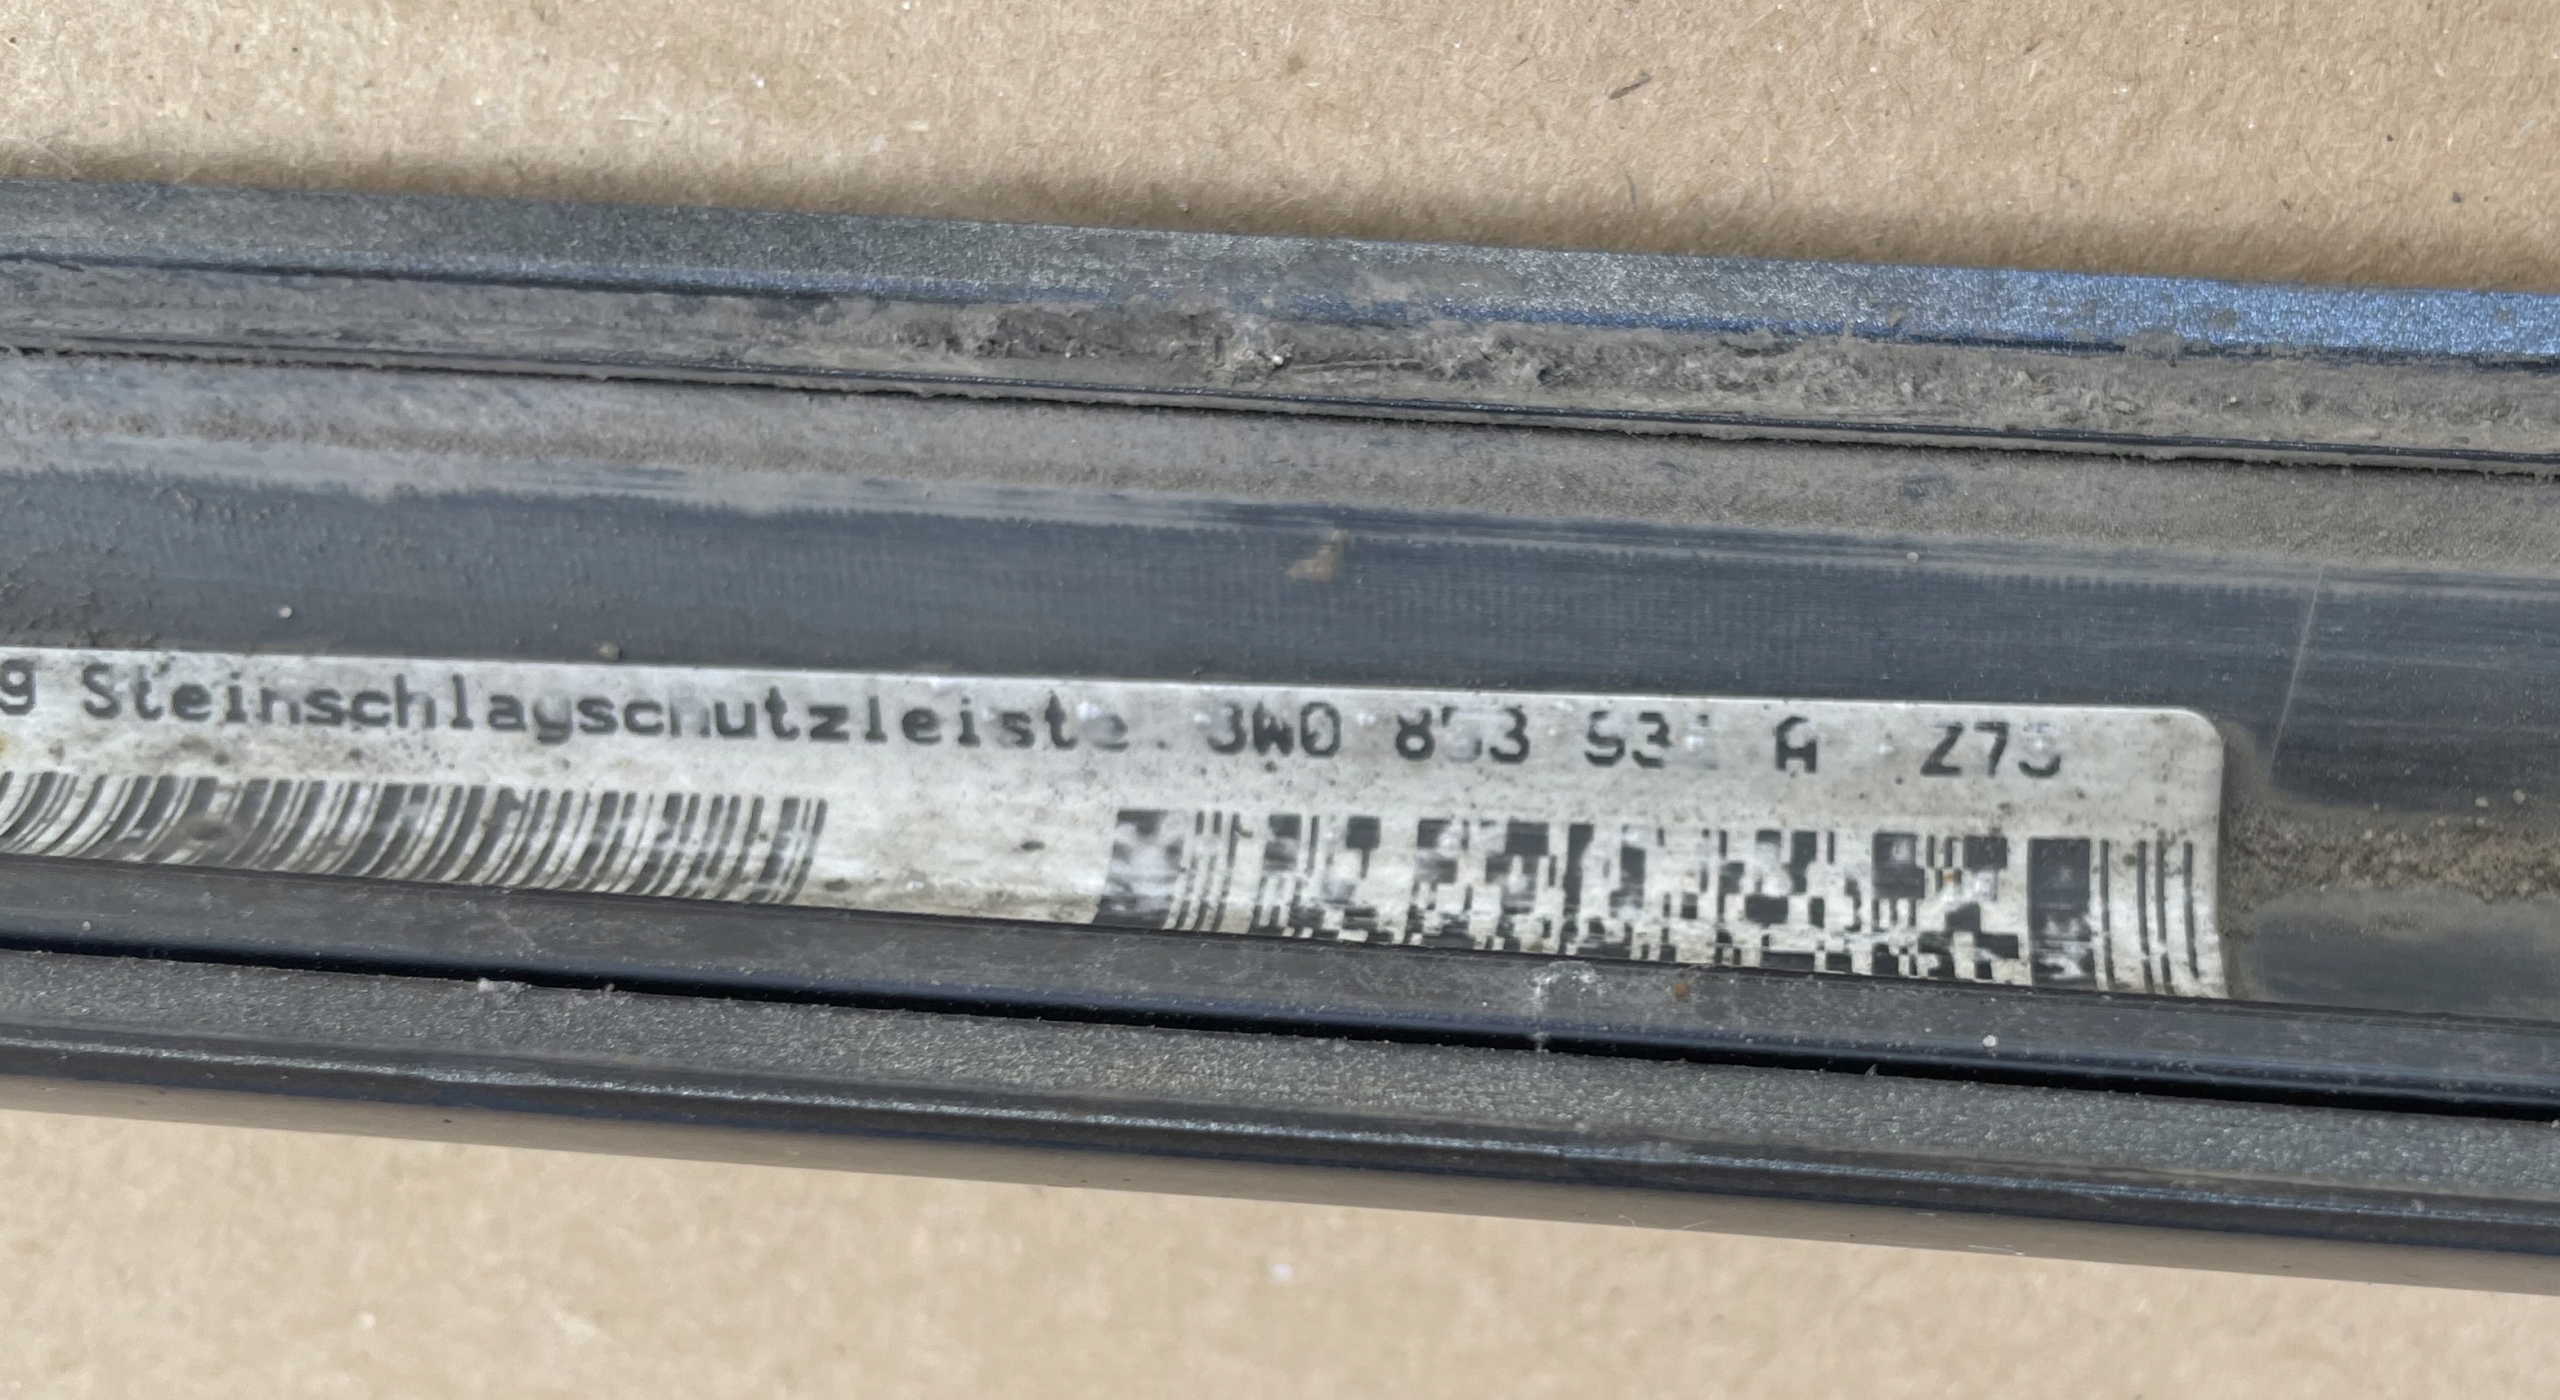 g Steinschlagschutzleiste. 3W0 853 A